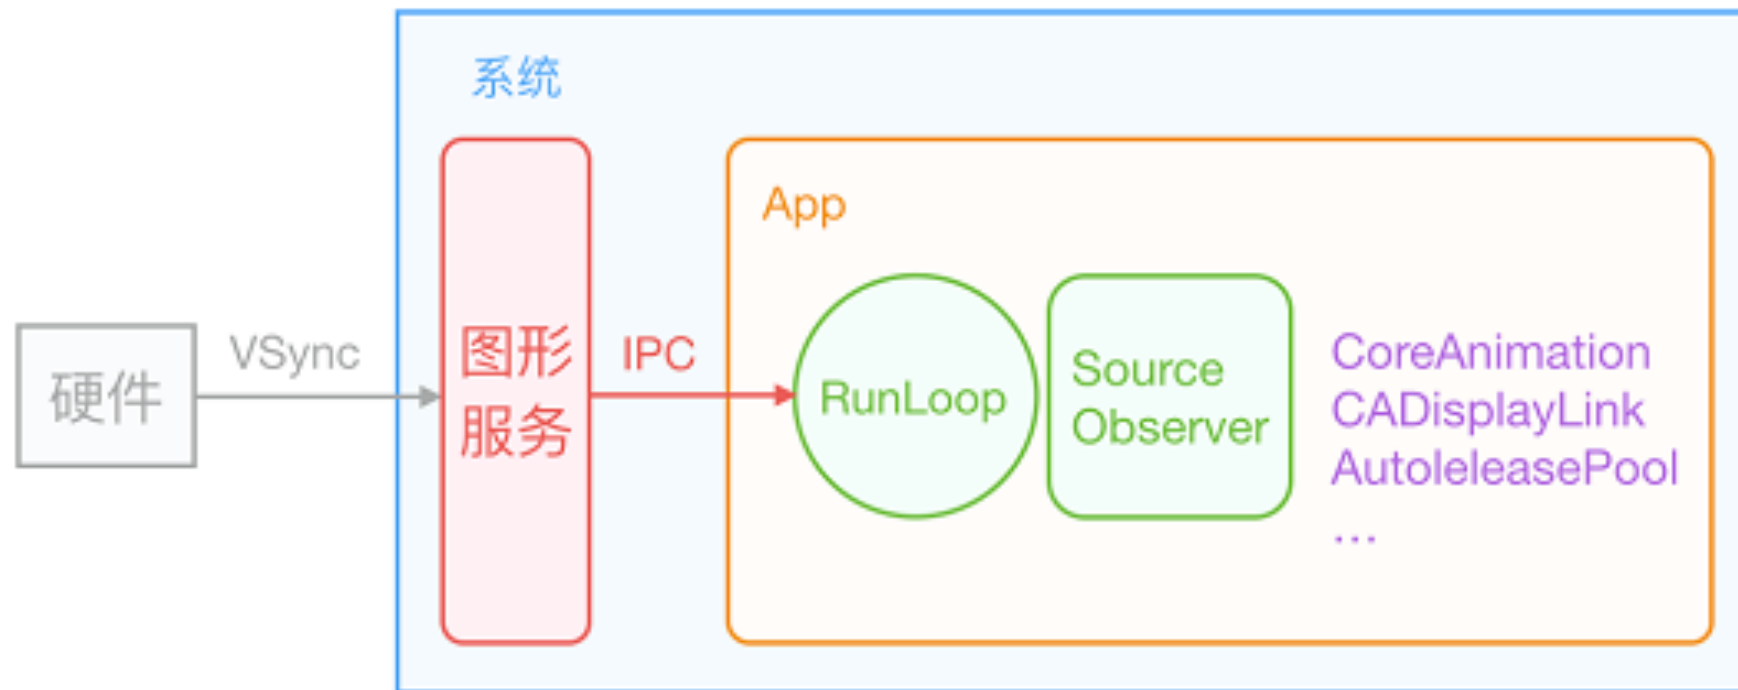 系统
App
硬件
VSync
图形
服务
IPC
RunLoop
Source
Observer
CoreAnimation
CADisplayLink
AutoleleasePool
...